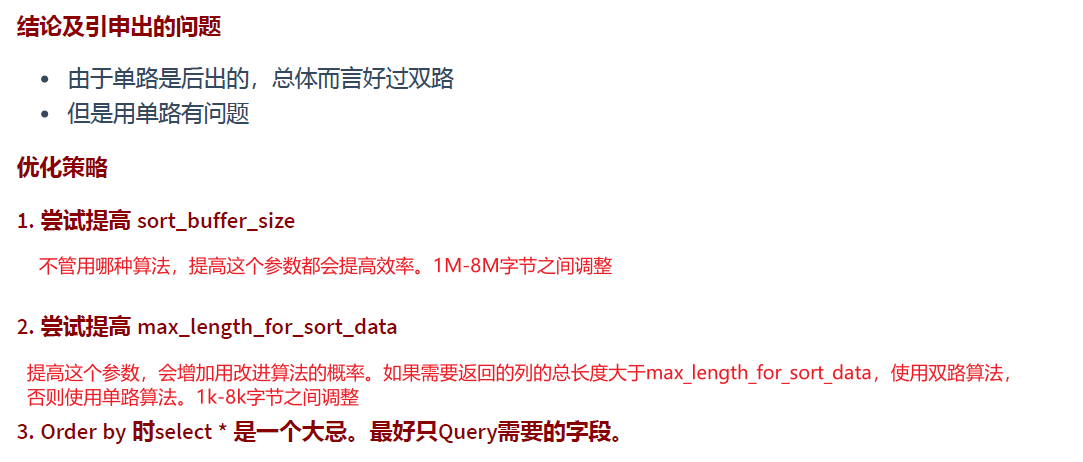 结论及引申出的问题
• 由于单路是后出的，总体而言好过双路
• 但是用单路有问题
优化策略
1. 尝试提高 sort_buffer_size
不管用哪种算法，提高这个参数都会提高效率。1M-8M字节之间调整
2. 尝试提高 max_length_for_sort_data
提高这个参数，会增加用改进算法的概率。如果需要返回的列的总长度大于max_length_for_sort_data，使用双路算法，
否则使用单路算法。1k-8k字节之间调整
3. Order by 时select * 是一个大忌。最好只Query需要的字段。